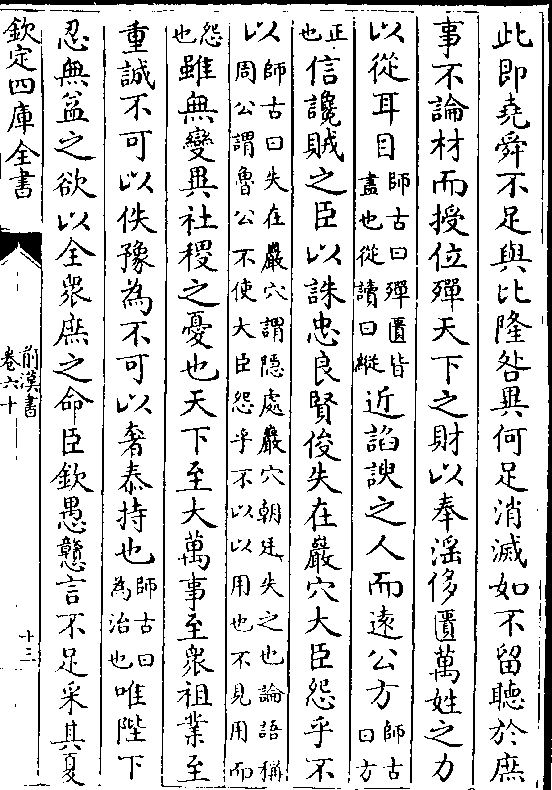 此即堯舜不足與比隆咎異何足消滅如不留聽於庶
事不論材而授位殫天下之財以奉滛侈匱萬姓之力
以從耳目師古曰殫匱皆盡也從讀曰縱近諂諛之人而遠公方師古曰方
正也信讒賊之臣以誅忠良賢俊失在巖穴大臣怨乎不
以師古曰失在巖穴謂隠處巖穴朝廷失之也論語稱周公謂魯公不使大臣怨乎不以以用也不見用而
怨也雖無變異社稷之憂也天下至大萬事至衆祖業至
重誠不可以佚豫為不可以奢泰持也師古曰為治也唯陛下
忍無益之欲以全衆庶之命臣欽愚戇言不足采其夏
欽定四庫全書
前漢書
卷六十
十三